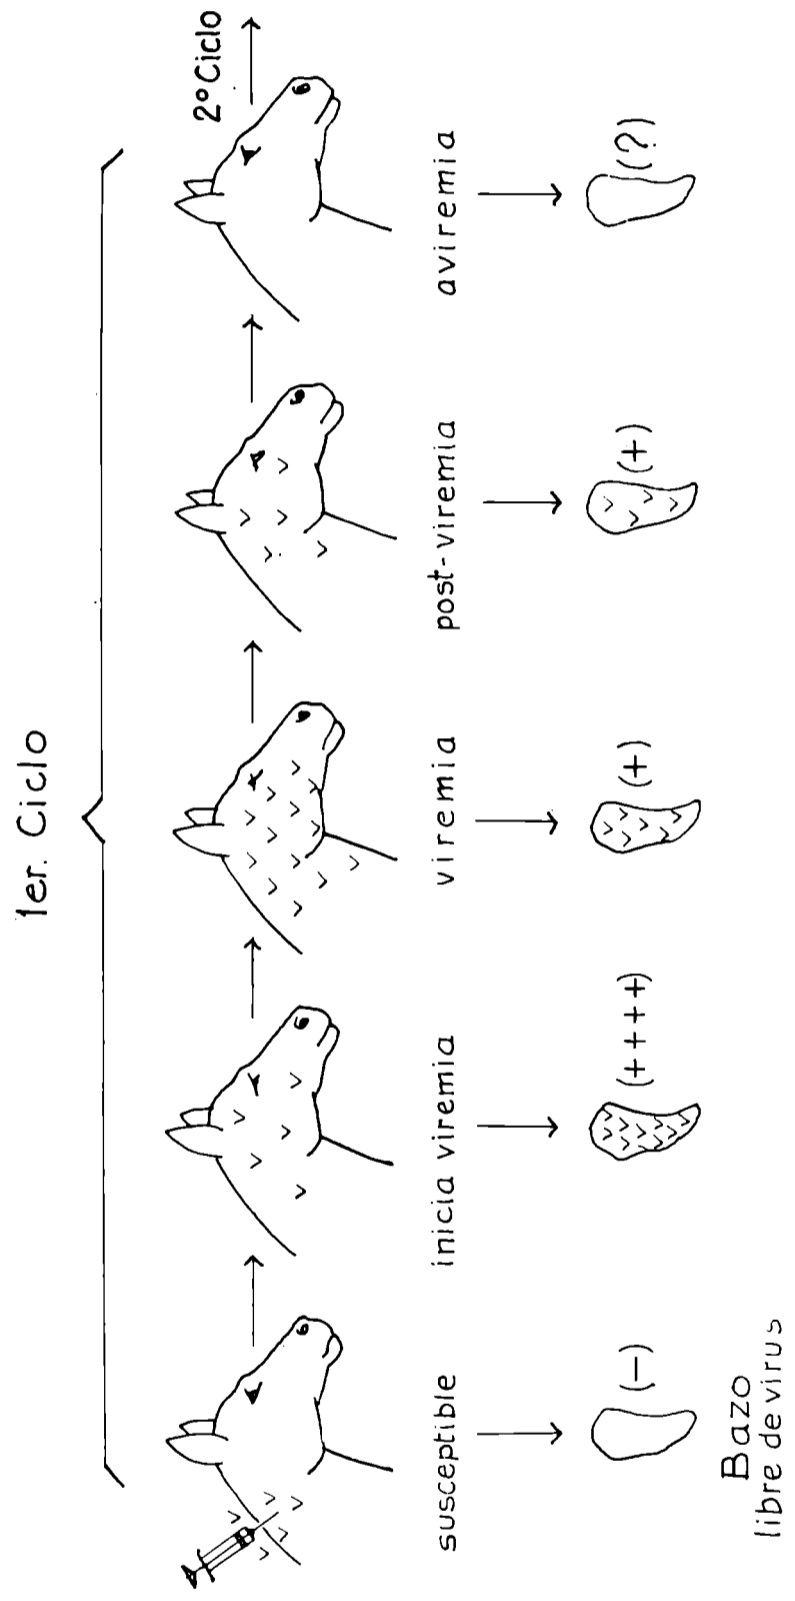 1er. Ciclo
2º Ciclo
susceptible
inicia viremia
viremia
post-viremia
aviremia
(-)
(++++)
(+)
(+)
(?)
Bazo
libre de virus